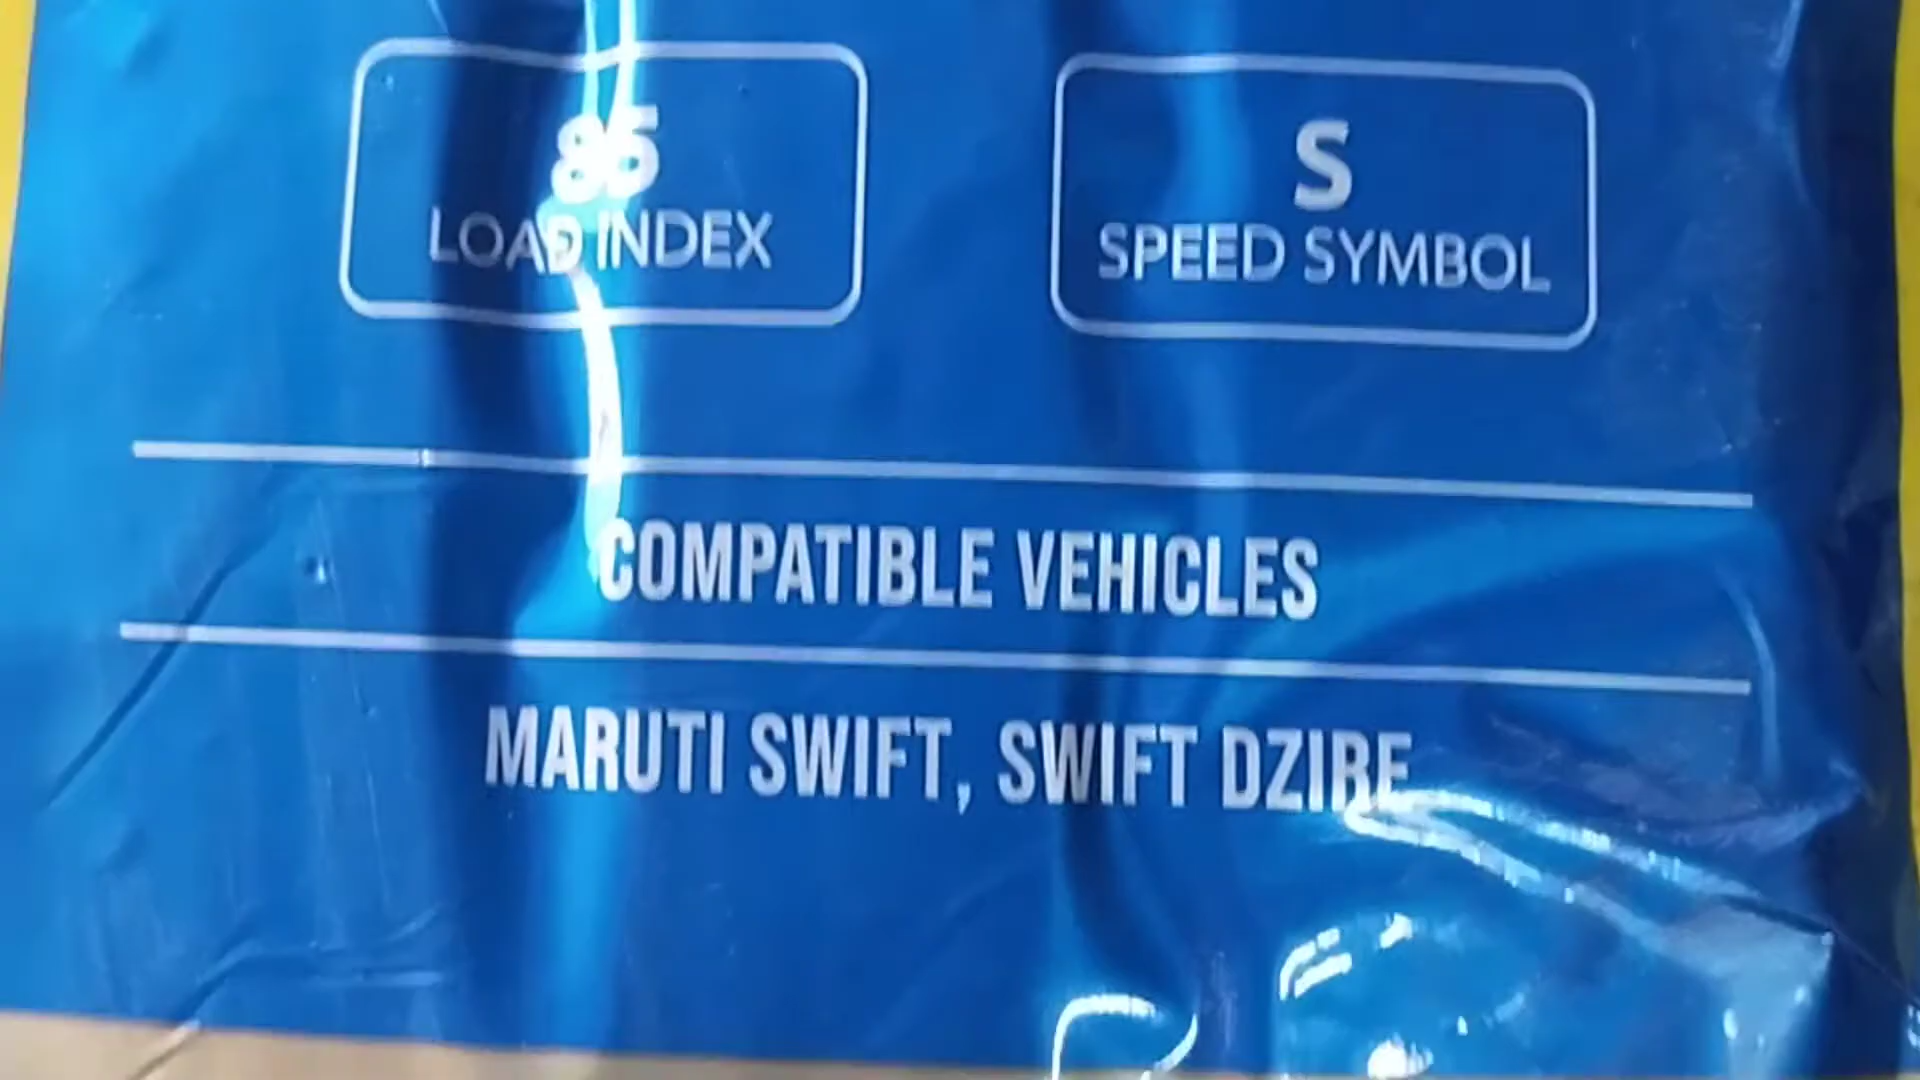 85
LOAD INDEX
S
SPEED SYMBOL
COMPATIBLE VEHICLES
MARUTI SWIFT, SWIFT DZIRE